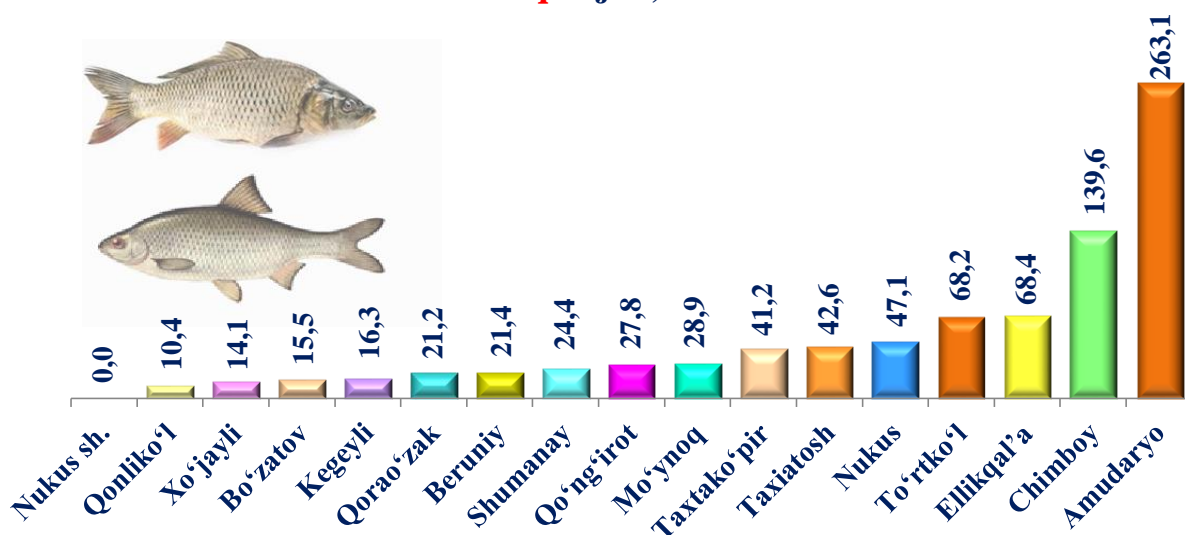 0,0
10,4
14,1
15,5
16,3
21,2
21,4
24,4
27,8
28,9
41,2
42,6
47,1
68,2
68,4
139,6
263,1
Nukus sh.
Qonliko‘l
Xo‘jayli
Bo‘zatov
Kegeyli
Qorao‘zak
Beruniy
Shumanay
Qo‘ng‘irot
Mo‘ynoq
Taxtako‘pir
Taxiatosh
Nukus
To‘rtko‘l
Ellikqal’a
Chimboy
Amudaryo